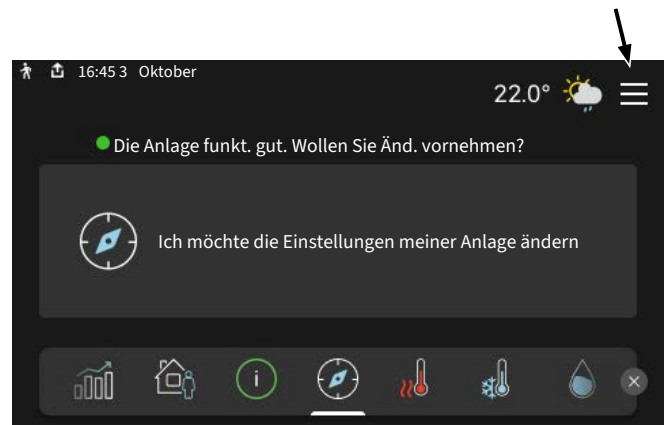 16:45 3 Oktober
22.0°
Die Anlage funkt. gut. Wollen Sie Änd. vornehmen?
Ich möchte die Einstellungen meiner Anlage ändern
i